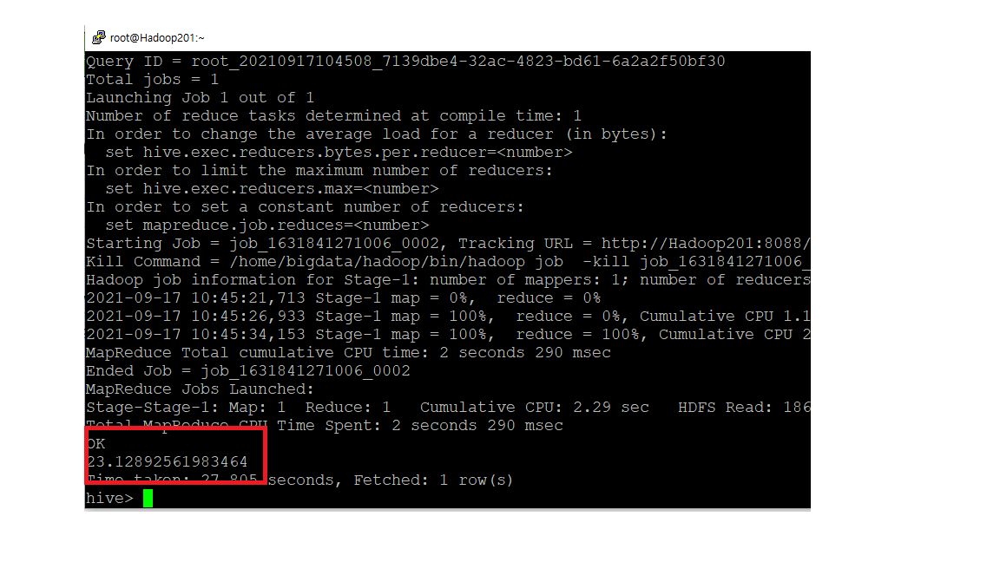 root@Hadoop201:~
Query ID = root_20210917104508_7139dbe4-32ac-4823-bd61-6a2a2f50bf30
Total jobs = 1
Launching Job 1 out of 1
Number of reduce tasks determined at compile time: 1
In order to change the average load for a reducer (in bytes):
  set hive.exec.reducers.bytes.per.reducer=<number>
In order to limit the maximum number of reducers:
  set hive.exec.reducers.max=<number>
In order to set a constant number of reducers:
  set mapreduce.job.reduces=<number>
Starting Job = job_1631841271006_0002, Tracking URL = http://Hadoop201:8088/
Kill Command = /home/bigdata/hadoop/bin/hadoop job  -kill job_1631841271006_
Hadoop job information for Stage-1: number of mappers: 1; number of reducers
2021-09-17 10:45:21,713 Stage-1 map = 0%,  reduce = 0%
2021-09-17 10:45:26,933 Stage-1 map = 100%,  reduce = 0%, Cumulative CPU 1.1
2021-09-17 10:45:34,153 Stage-1 map = 100%,  reduce = 100%, Cumulative CPU 2
MapReduce Total cumulative CPU time: 2 seconds 290 msec
Ended Job = job_1631841271006_0002
MapReduce Jobs Launched:
Stage-Stage-1: Map: 1  Reduce: 1   Cumulative CPU: 2.29 sec   HDFS Read: 186
Total MapReduce CPU Time Spent: 2 seconds 290 msec
OK
23.12892561983464
Time taken: 27.805 seconds, Fetched: 1 row(s)
hive>